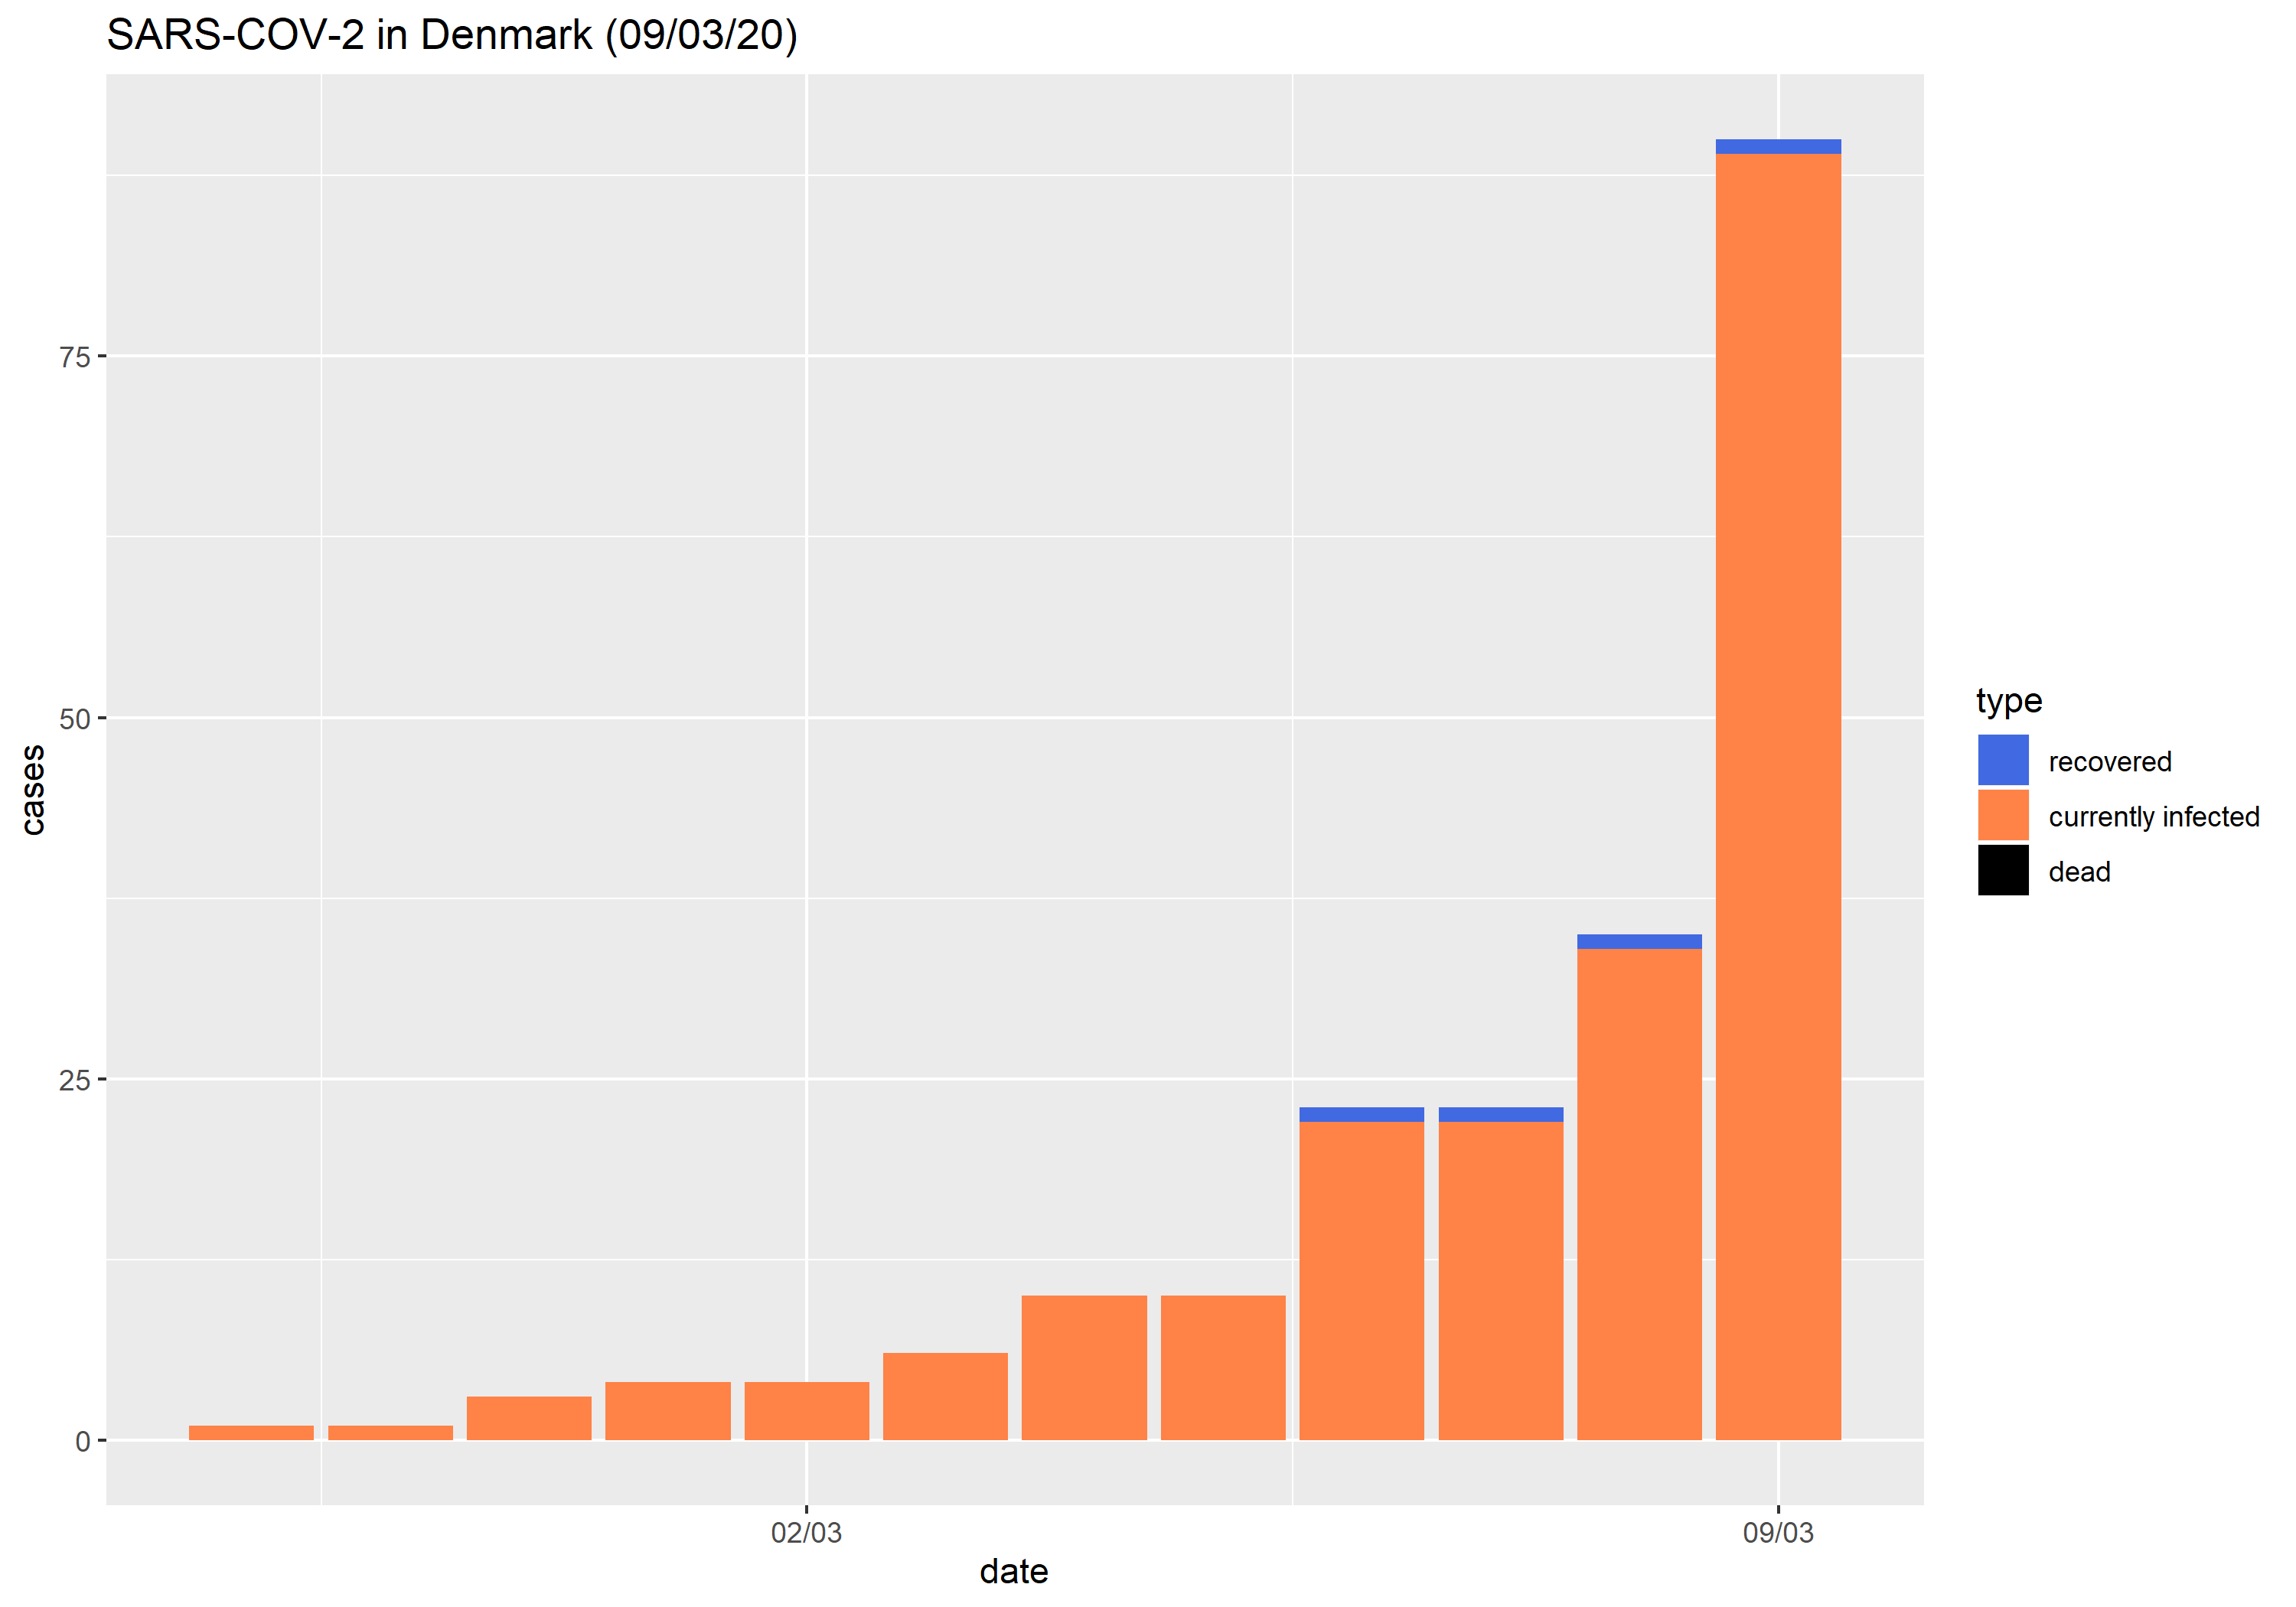 SARS-COV-2 in Denmark (09/03/20)
75
50
25
0
cases
02/03
09/03
date
type
recovered
currently infected
dead